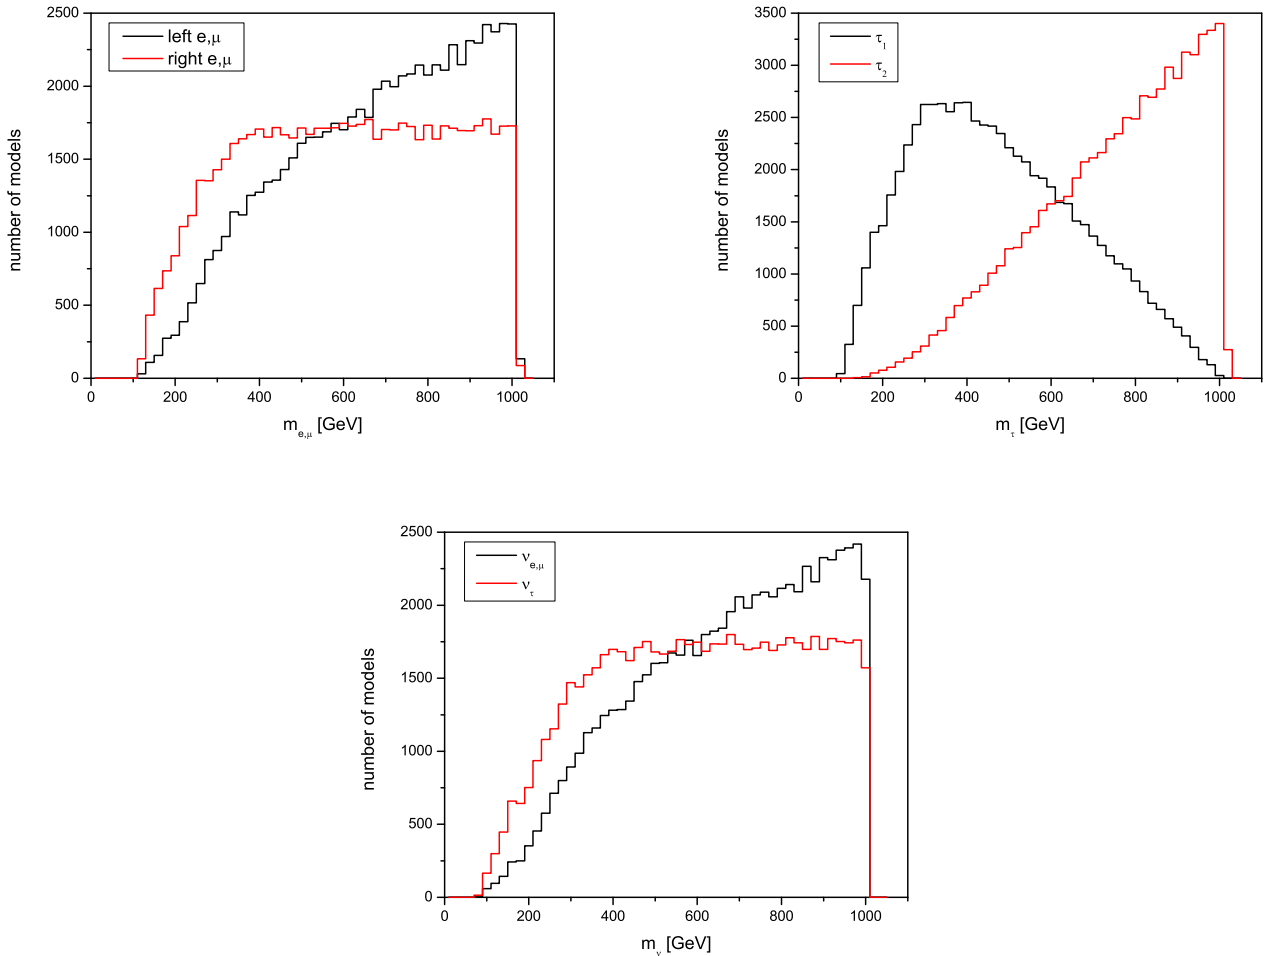 left e,μ
right e,μ
number of models
2500
2000
1500
1000
500
0
0 200 400 600 800 1000
m e,μ [GeV]
τ1
τ2
number of models
3500
3000
2500
2000
1500
1000
500
0
0 200 400 600 800 1000
m τ [GeV]
ν e,μ
ν τ
number of models
2500
2000
1500
1000
500
0
0 200 400 600 800 1000
m ν [GeV]